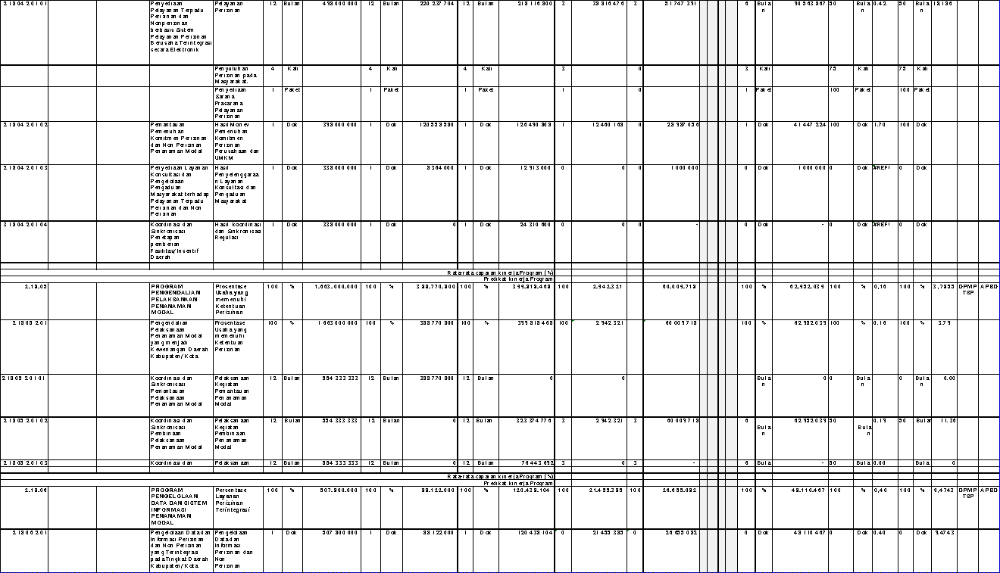 2 18 04 2 01 01 Penyediaan Pelayanan 12 Bulan 498 000 000 12 Bulan 220 237 704 12 Bulan 218 116 800 3 38 816 476 3 51 747 391 6 Bula 90 563 867 50 Bula 0.42 50 Bula 18.186
Pelayanan Terpadu Perizinan n n n
Perizinan dan
Nonperizinan
berbasis Sistem
Pelayanan Perizinan
Berusaha Terintegrasi
secara Elektronik
Penyuluhan 4 Kali 4 Kali 4 Kali 3 0 3 Kali 75 Kali 75 Kali
Perizinan pada
Masyarakat.
Penyediaan 1 Paket 1 Paket 1 Paket 1 0 1 Paket 100 Paket 100 Paket
Sarana
Prasarana
Pelayanan
Perizinan
2 18 04 2 01 02 Pemantauan Hasil Monev 1 Dok 398 000 000 1 Dok 120 558 580 1 Dok 126 490 808 1 12 460 168 0 28 987 056 1 Dok 41 447 224 100 Dok 1.70 100 Dok
Pemenuhan Pemenuhan
Komitmen Perizinan Komitmen
dan Non Perizinan Perizinan
Penanaman Modal Perusahaan dan
UMKM
2 18 04 2 01 03 Penyediaan Layanan Hasil 1 Dok 338 000 000 1 Dok 8 364 000 1 Dok 12 913 000 0 0 0 1 000 000 0 Dok 1 000 000 0 Dok #REF! 0 Dok
Konsultasi dan Penyelenggaraa
Pengelolaan n Layanan
Pengaduan Konsultasi dan
Masyarakat terhadap Pengaduan
Pelayanan Terpadu Masyarakat
Perizinan dan Non
Perizinan
3 18 04 2 01 04 Koordinasi dan Hasil koordinasi 1 Dok 338 000 000 1 Dok 0 1 Dok 24 310 600 0 0 0 - 0 Dok - 0 Dok #REF! 0 Dok
Sinkronisasi dan Sinkronisasi
Penetapan Regulasi
pemberian
Fasilitas/Insentif
Daerah
Rata-rata capaian kinerja Program (%)
Predikat kinerja Program
2.18.05 PROGRAM Prosentase 100 % 1.663.000.000 100 % 388.770.800 100 % 399.818.468 100 2.942.321 60.009.718 100 % 62.952.039 100 % 0,16 100 % 3,7855 DPMP APBD
PENGENDALIAN Usaha yang TSP
PELAKSANAAN memenuhi
PENANAMAN Ketentuan
MODAL Perizinan
2 18 05 2 01 Pengendalian Prosentase 100 % 1 663 000 000 100 % 388 770 800 100 % 399 818 468 100 2 942 321 60 009 718 100 % 62 952 039 100 % 0.16 100 % 3.79
Pelaksanaan Usaha yang
Penanaman Modal memenuhi
yang menjadi Ketentuan
Kewenangan Daerah Perizinan
Kabupaten/ Kota
2 18 05 2 01 01 Koordinasi dan Pelaksanaan 12 Bulan 554 333 333 12 Bulan 388 770 800 12 Bulan 0 0 Bula 0 0 Bula 0 Bula 0.00
Sinkronisasi Kegiatan n n n
Pemantauan Pemantauan
Pelaksanaan Penanaman
Penanaman Modal Modal
2 18 05 2 01 02 Koordinasi dan Pelaksanaan 12 Bulan 554 333 333 12 Bulan 0 12 Bulan 323 374 776 3 2 942 321 3 60 009 718 6 62 952 039 50 0.19 50 Bular 11.36
Sinkronisasi Kegiatan Bula Bula
Pembinaan Pembinaan n n
Pelaksanaan Penanaman
Penanaman Modal Modal
2 18 05 2 01 03 Koordinasi dan Pelaksanaan 12 Bulan 554 333 333 12 Bulan 0 12 Bulan 76 443 692 3 0 3 - 6 Bula - 50 Bula 0.00 Bula 0
Rata-rata capaian kinerja Program (%)
Predikat kinerja Program
2.18.06 PROGRAM Persentase 100 % 507.800.000 100 % 88.122.000 100 % 120.438.104 100 21.455.385 26.655.082 100 % 48.110.467 100 % 0,40 100 % 9,4743 DPMP APBD
PENGELOLAAN Layanan TSP
DATA DAN SISTEM Perizinan
INFORMASI Terintegrasi
PENANAMAN
MODAL
2 18 06 2 01 Pengelolaan Data dan Pengelolaan 1 Dok 507 800 000 1 Dok 88 122 000 1 Dok 120 438 104 0 21 455 385 0 26 655 082 0 Dok 48 110 467 0 Dok 0.40 0 Dok 9.4743
Informasi Perizinan Data dan
dan Non Perizinan Informasi
yang Terintegrasi Perizinan dan
pada Tingkat Daerah Non
Kabupaten/ Kota Perizinan